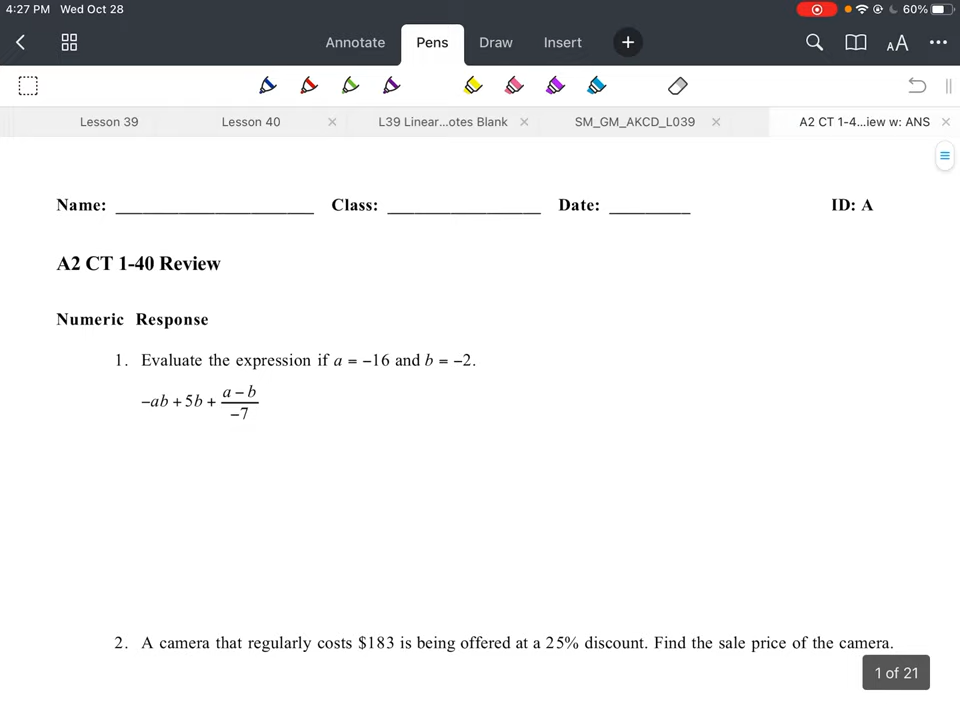 4:27 PM Wed Oct 28
60%
Annotate Pens Draw Insert
AA
Lesson 39 Lesson 40 L39 Linear...otes Blank SM_GM_AKCD_L039 A2 CT 1-4...iew w: ANS
Name: ______________________ Class: _________________ Date: _________ ID: A
A2 CT 1-40 Review
Numeric Response
1. Evaluate the expression if a = −16 and b = −2.
−ab + 5b + (a − b)/−7
2. A camera that regularly costs $183 is being offered at a 25% discount. Find the sale price of the camera.
1 of 21